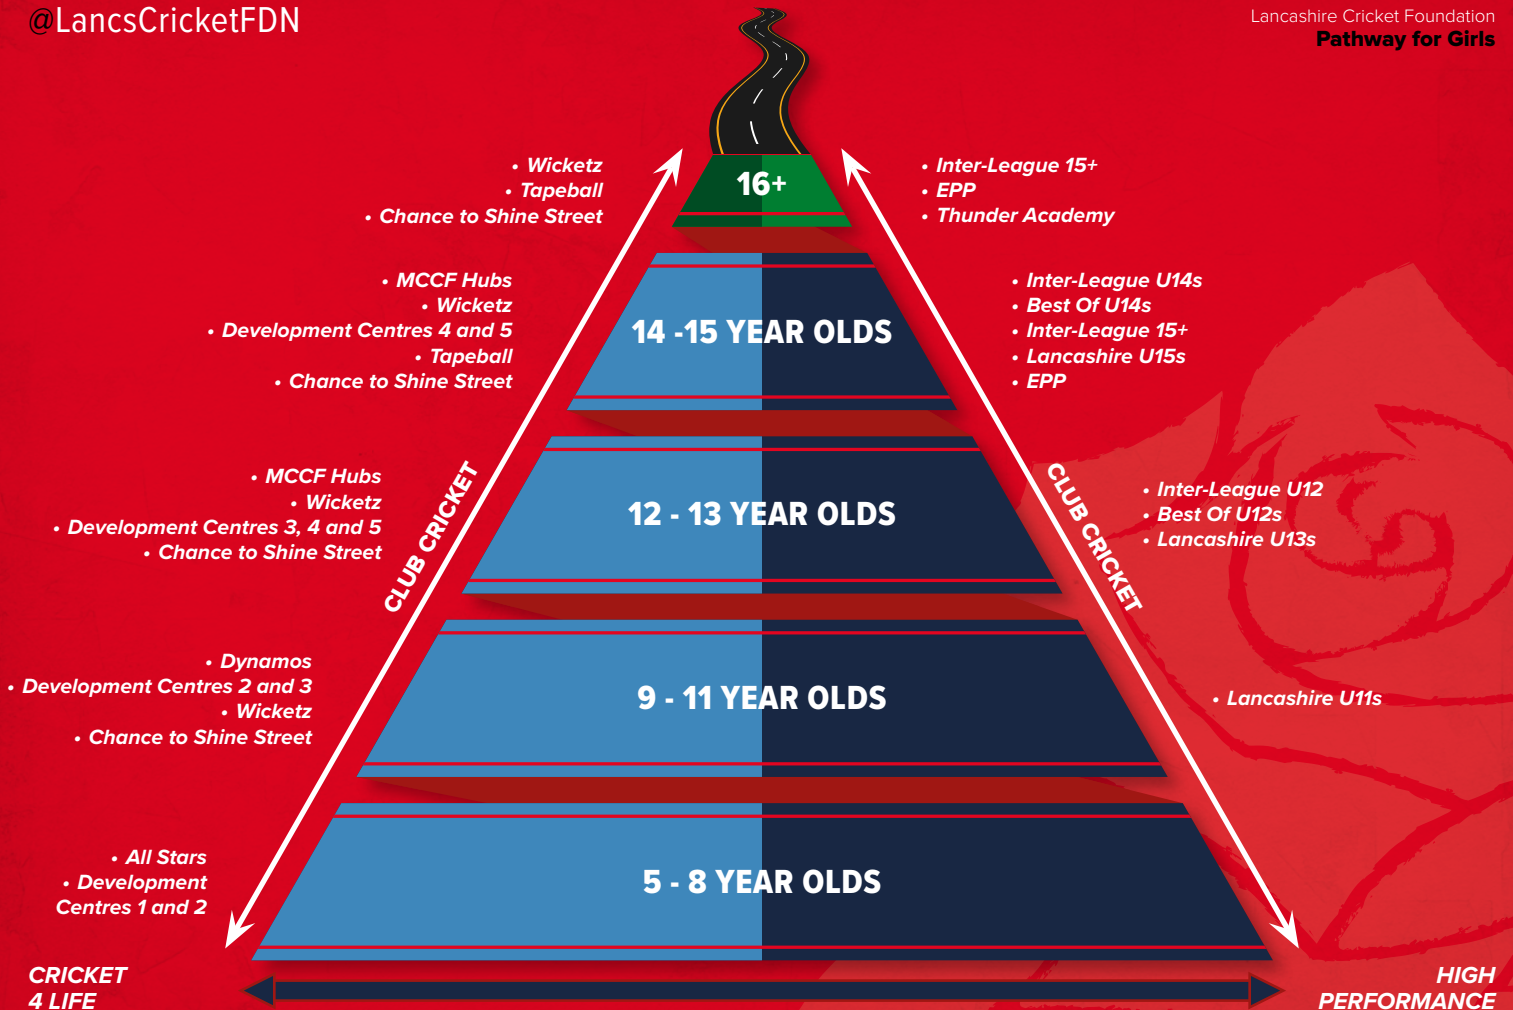 @LancsCricketFDN
Lancashire Cricket Foundation
Pathway for Girls
• Wicketz
• Tapeball
• Chance to Shine Street
16+
• Inter-League 15+
• EPP
• Thunder Academy
• MCCF Hubs
• Wicketz
• Development Centres 4 and 5
• Tapeball
• Chance to Shine Street
14 -15 YEAR OLDS
• Inter-League U14s
• Best Of U14s
• Inter-League 15+
• Lancashire U15s
• EPP
• MCCF Hubs
• Wicketz
• Development Centres 3, 4 and 5
• Chance to Shine Street
CLUB CRICKET
12 - 13 YEAR OLDS
CLUB CRICKET
• Inter-League U12
• Best Of U12s
• Lancashire U13s
• Dynamos
• Development Centres 2 and 3
• Wicketz
• Chance to Shine Street
9 - 11 YEAR OLDS
• Lancashire U11s
• All Stars
• Development
Centres 1 and 2
5 - 8 YEAR OLDS
CRICKET
4 LIFE
HIGH
PERFORMANCE